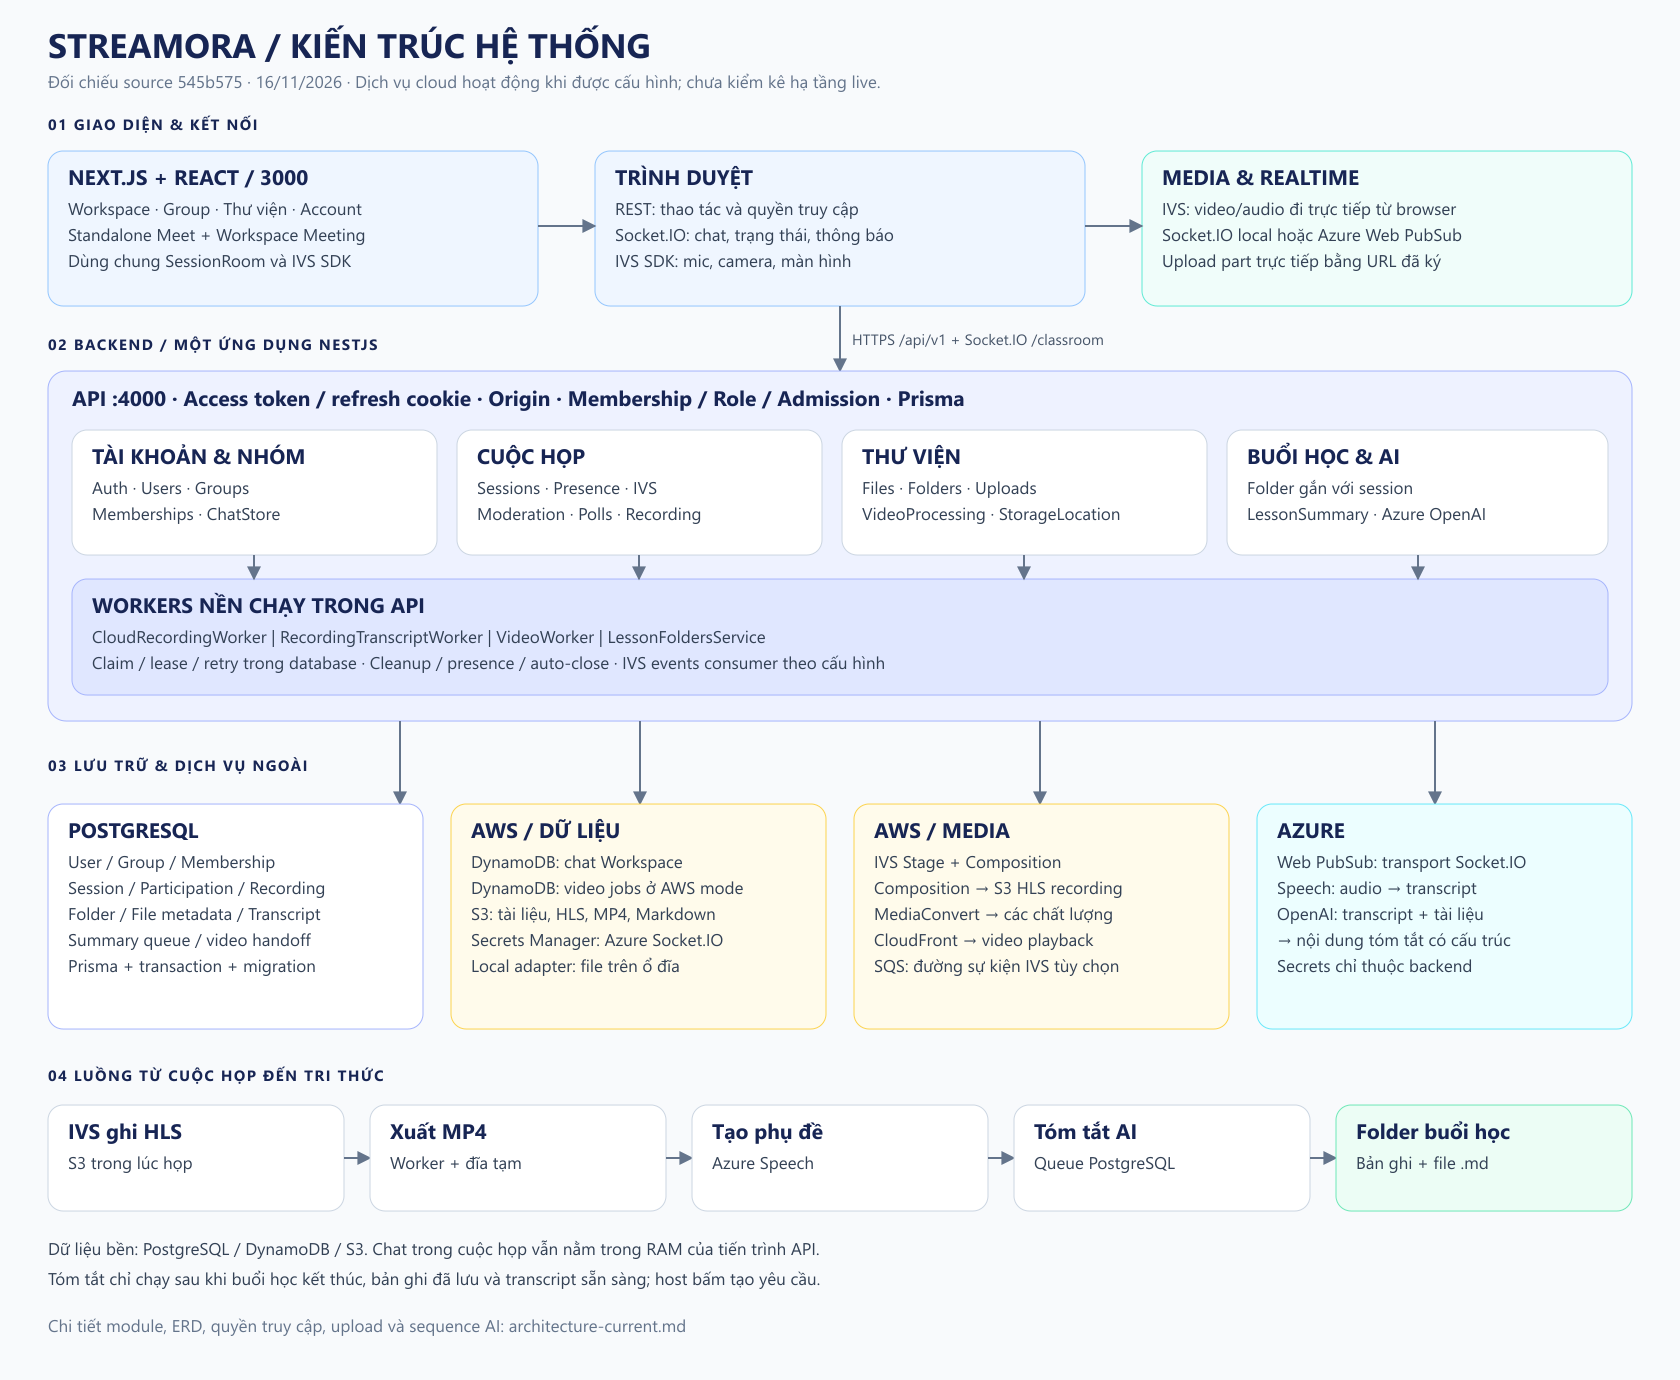 STREAMORA / KIẾN TRÚC HỆ THỐNG
Đối chiếu source 545b575 · 16/11/2026 · Dịch vụ cloud hoạt động khi được cấu hình; chưa kiểm kê hạ tầng live.
01 GIAO DIỆN & KẾT NỐI
NEXT.JS + REACT / 3000
Workspace · Group · Thư viện · Account
Standalone Meet + Workspace Meeting
Dùng chung SessionRoom và IVS SDK
TRÌNH DUYỆT
REST: thao tác và quyền truy cập
Socket.IO: chat, trạng thái, thông báo
IVS SDK: mic, camera, màn hình
MEDIA & REALTIME
IVS: video/audio đi trực tiếp từ browser
Socket.IO local hoặc Azure Web PubSub
Upload part trực tiếp bằng URL đã ký
HTTPS /api/v1 + Socket.IO /classroom
02 BACKEND / MỘT ỨNG DỤNG NESTJS
API :4000 · Access token / refresh cookie · Origin · Membership / Role / Admission · Prisma
TÀI KHOẢN & NHÓM
Auth · Users · Groups
Memberships · ChatStore
CUỘC HỌP
Sessions · Presence · IVS
Moderation · Polls · Recording
THƯ VIỆN
Files · Folders · Uploads
VideoProcessing · StorageLocation
BUỔI HỌC & AI
Folder gắn với session
LessonSummary · Azure OpenAI
WORKERS NỀN CHẠY TRONG API
CloudRecordingWorker | RecordingTranscriptWorker | VideoWorker | LessonFoldersService
Claim / lease / retry trong database · Cleanup / presence / auto-close · IVS events consumer theo cấu hình
03 LƯU TRỮ & DỊCH VỤ NGOÀI
POSTGRESQL
User / Group / Membership
Session / Participation / Recording
Folder / File metadata / Transcript
Summary queue / video handoff
Prisma + transaction + migration
AWS / DỮ LIỆU
DynamoDB: chat Workspace
DynamoDB: video jobs ở AWS mode
S3: tài liệu, HLS, MP4, Markdown
Secrets Manager: Azure Socket.IO
Local adapter: file trên ổ đĩa
AWS / MEDIA
IVS Stage + Composition
Composition → S3 HLS recording
MediaConvert → các chất lượng
CloudFront → video playback
SQS: đường sự kiện IVS tùy chọn
AZURE
Web PubSub: transport Socket.IO
Speech: audio → transcript
OpenAI: transcript + tài liệu
→ nội dung tóm tắt có cấu trúc
Secrets chỉ thuộc backend
04 LUỒNG TỪ CUỘC HỌP ĐẾN TRI THỨC
IVS ghi HLS
S3 trong lúc họp
Xuất MP4
Worker + đĩa tạm
Tạo phụ đề
Azure Speech
Tóm tắt AI
Queue PostgreSQL
Folder buổi học
Bản ghi + file .md
Dữ liệu bền: PostgreSQL / DynamoDB / S3. Chat trong cuộc họp vẫn nằm trong RAM của tiến trình API.
Tóm tắt chỉ chạy sau khi buổi học kết thúc, bản ghi đã lưu và transcript sẵn sàng; host bấm tạo yêu cầu.
Chi tiết module, ERD, quyền truy cập, upload và sequence AI: architecture-current.md